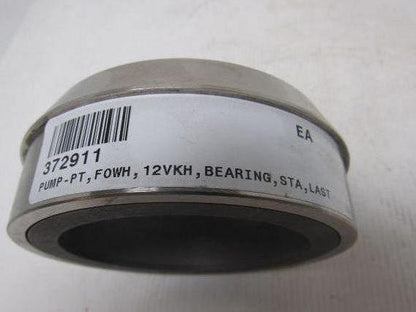 EA
372911
PUMP-PT,FOWH,12VKH,BEARING,STA,LAST